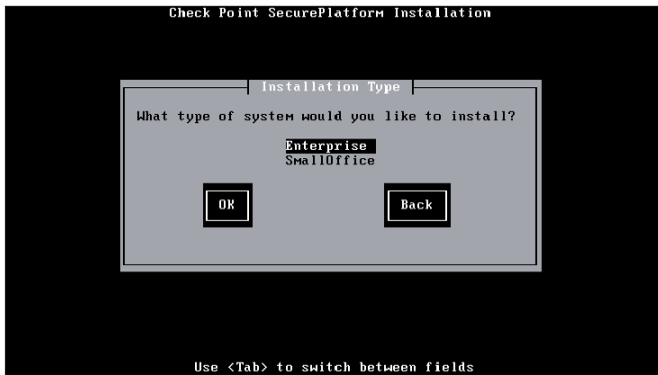 Check Point SecurePlatform Installation
Installation Type
What type of system would you like to install?
Enterprise
SmallOffice
OK Back
Use <Tab> to switch between fields